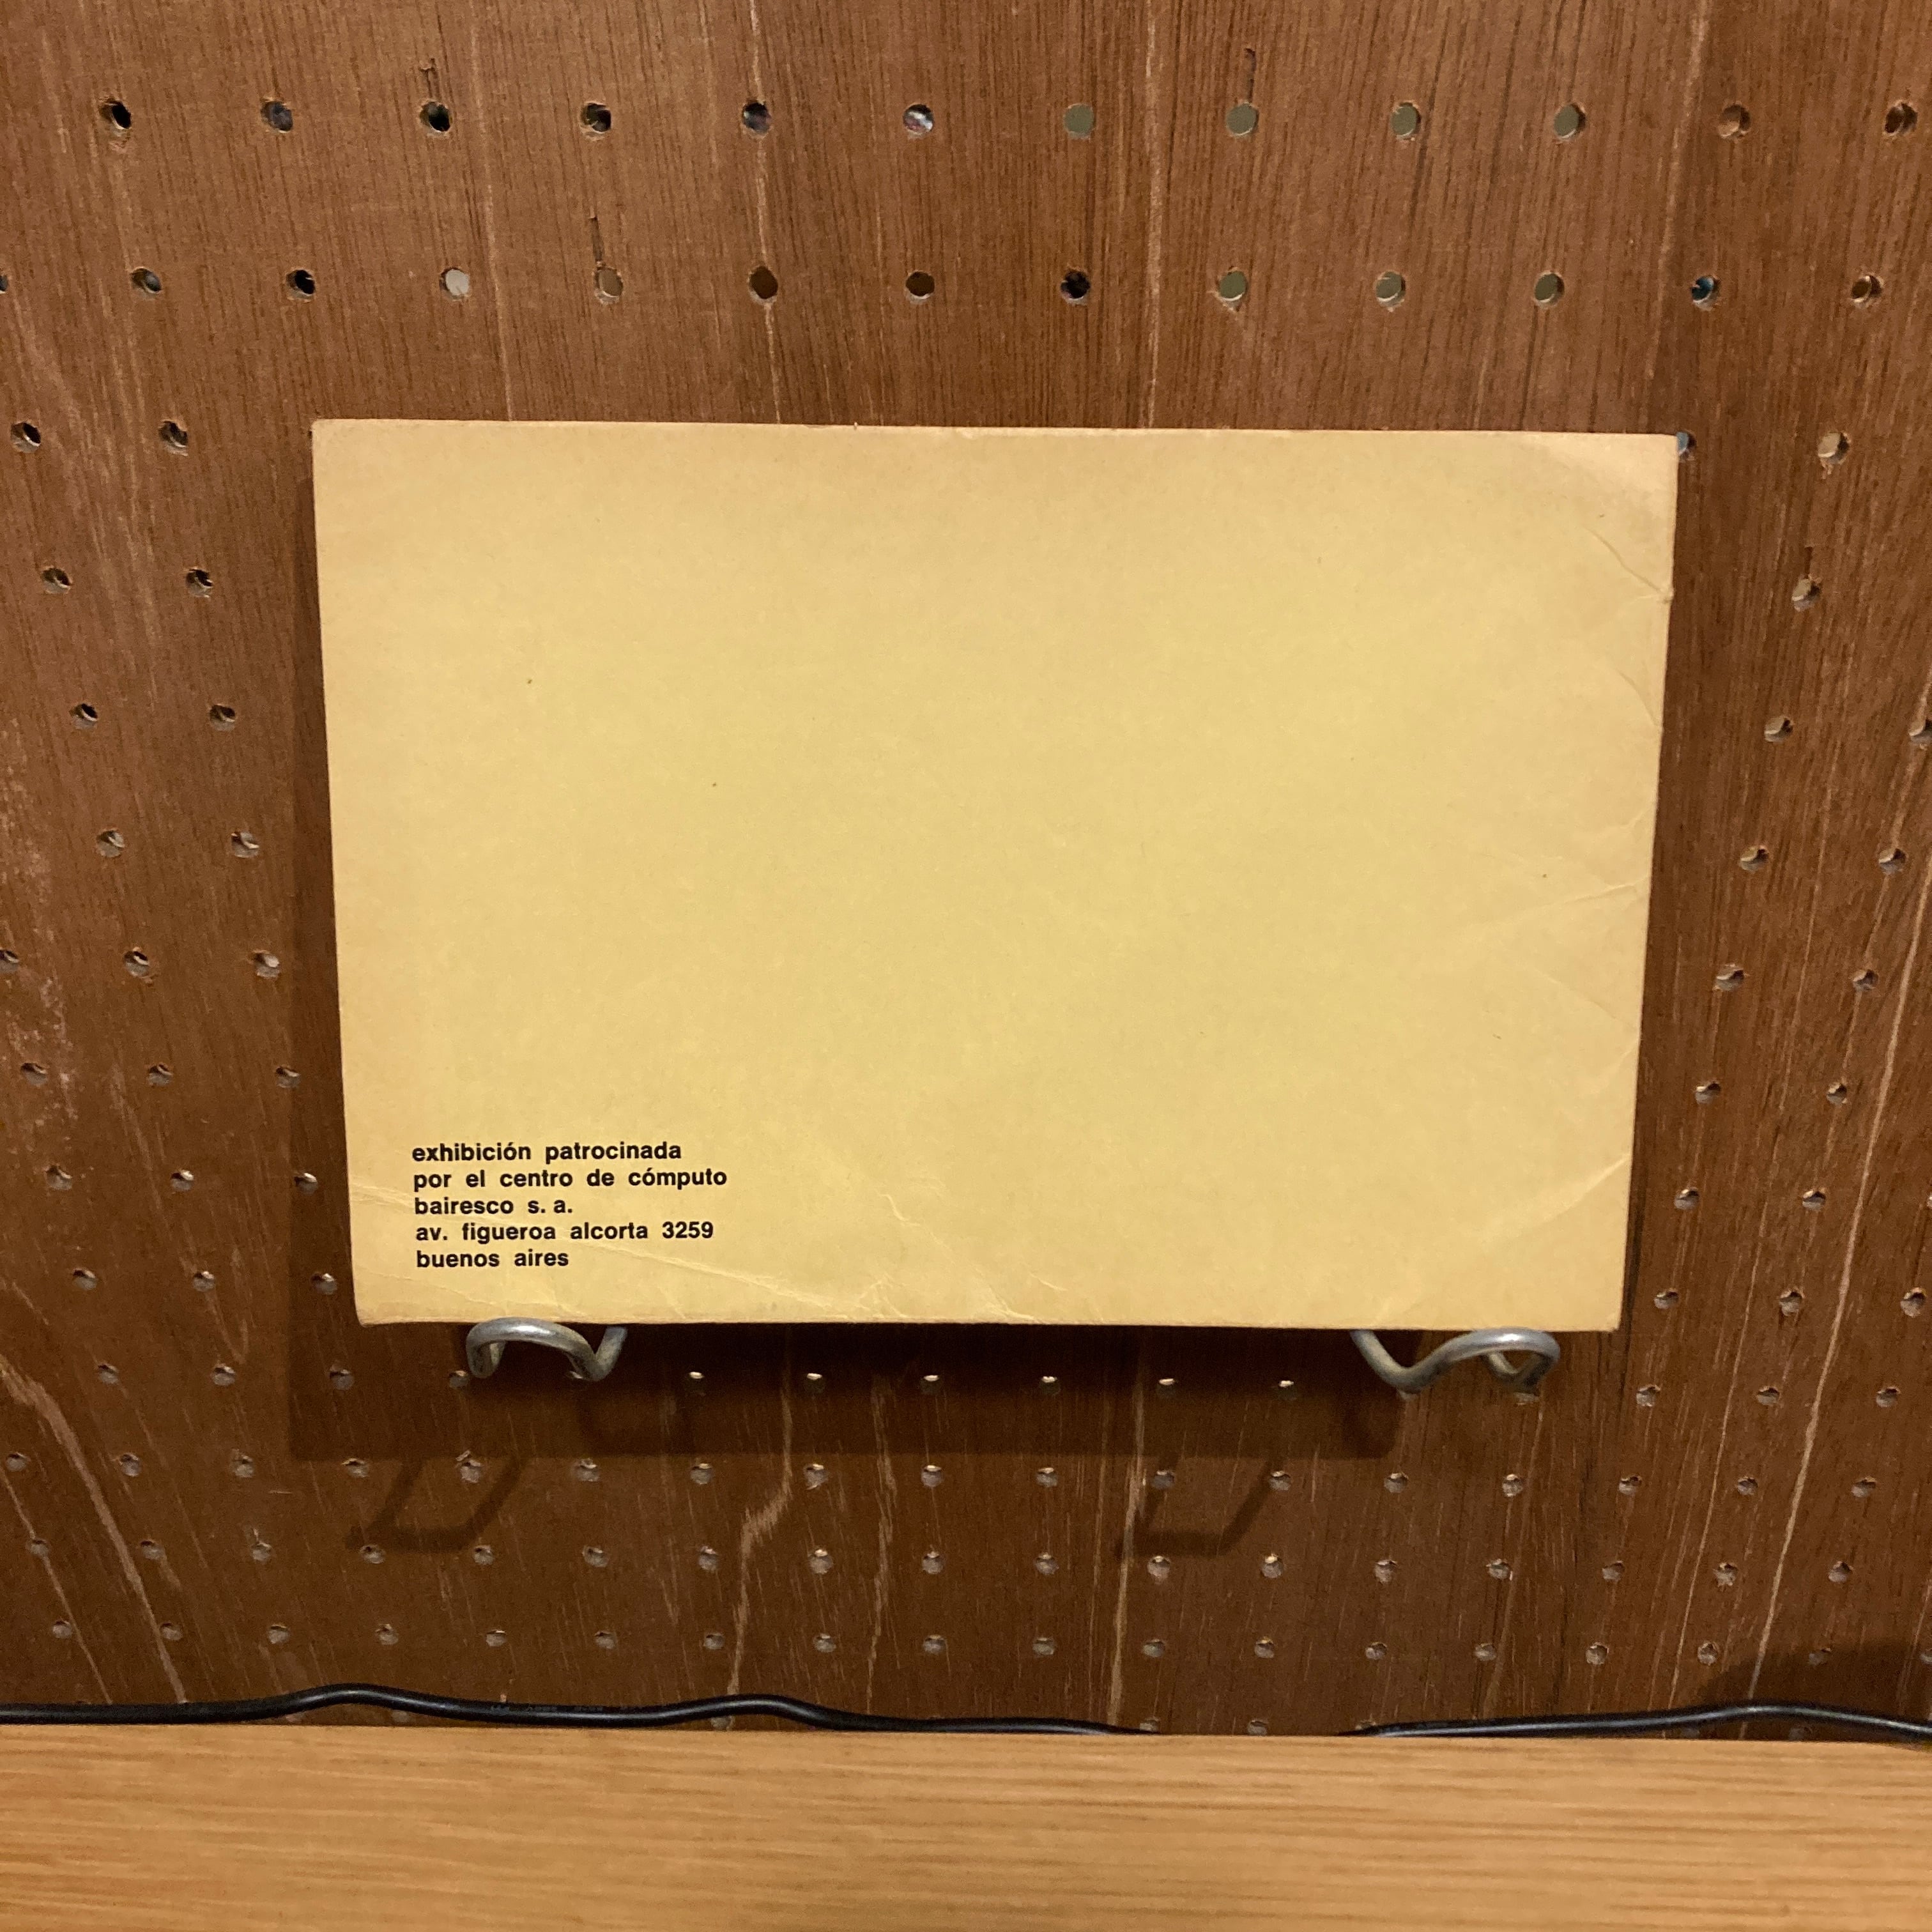 exhibición patrocinada
por el centro de cómputo
bairesco s. a.
av. figueroa alcorta 3259
buenos aires